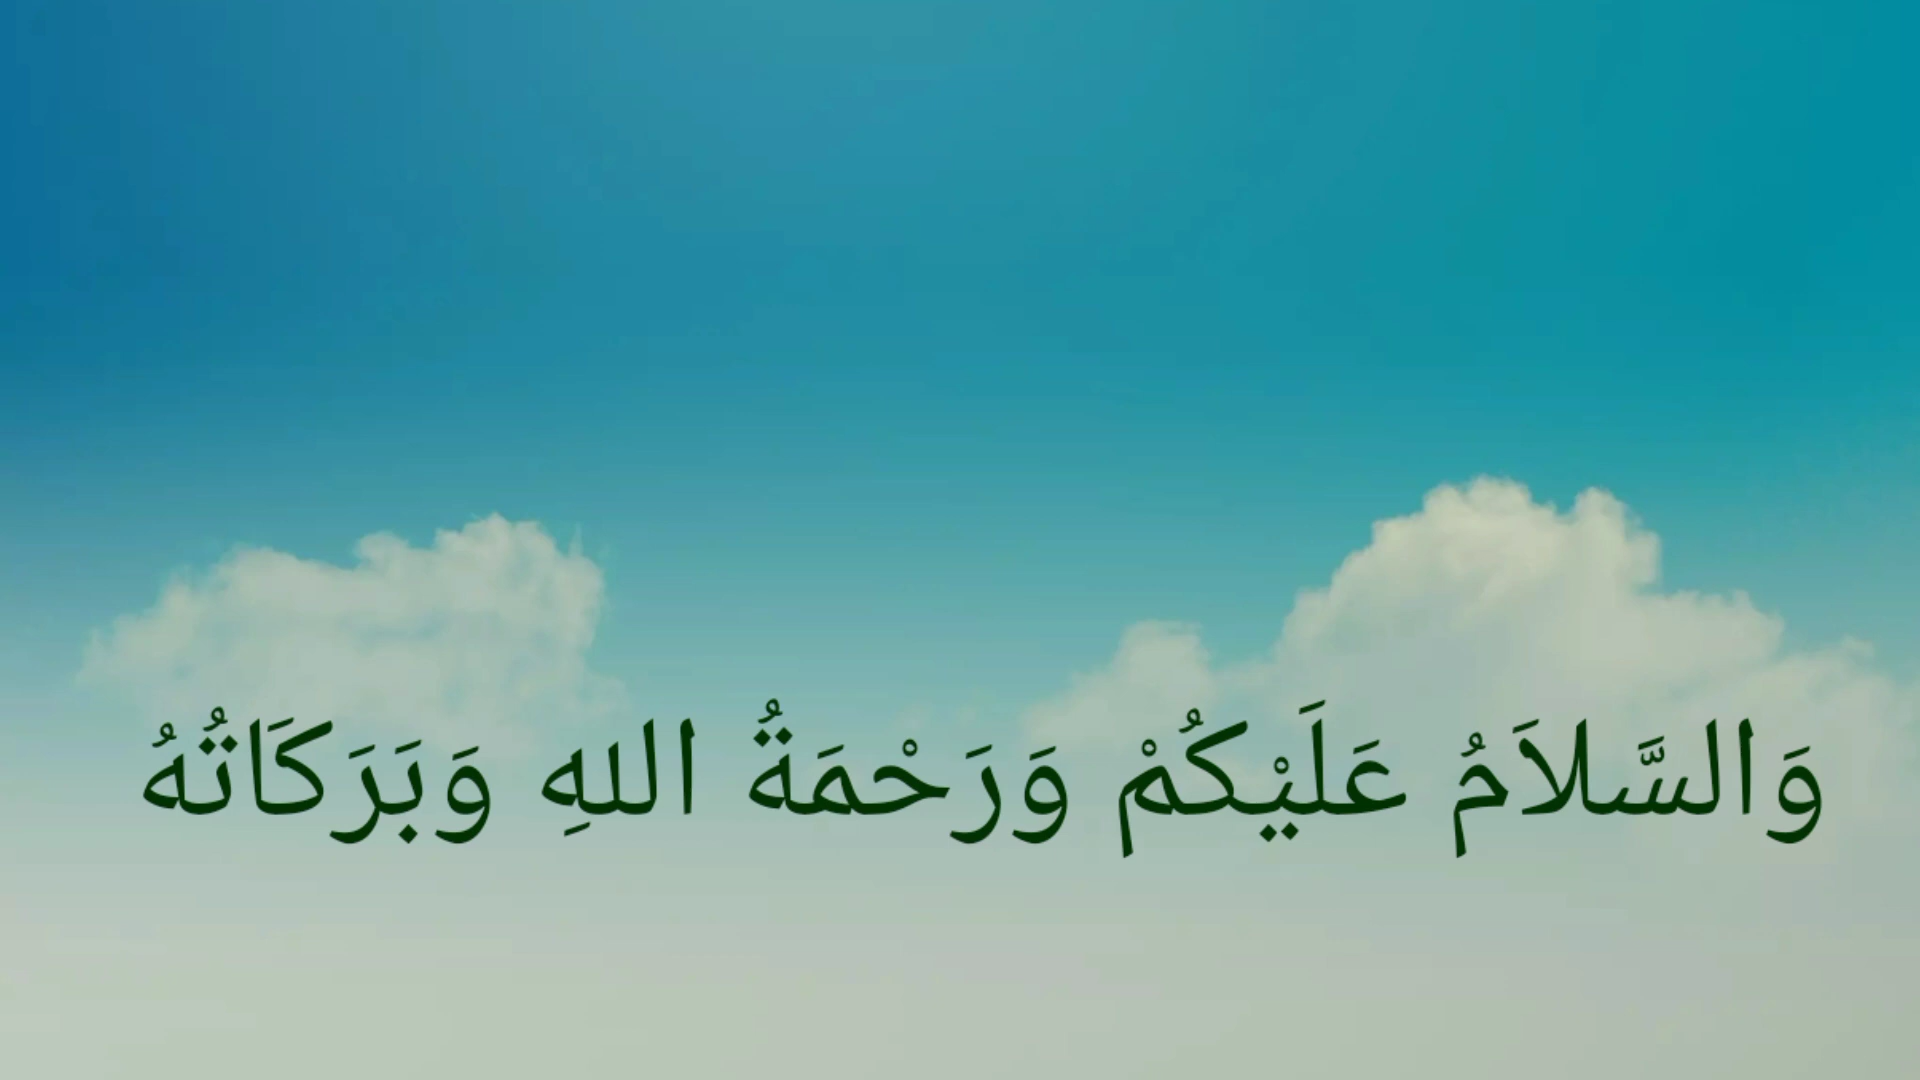 وَالسَّلاَمُ عَلَيْكُمْ وَرَحْمَةُ اللهِ وَبَرَكَاتُهُ